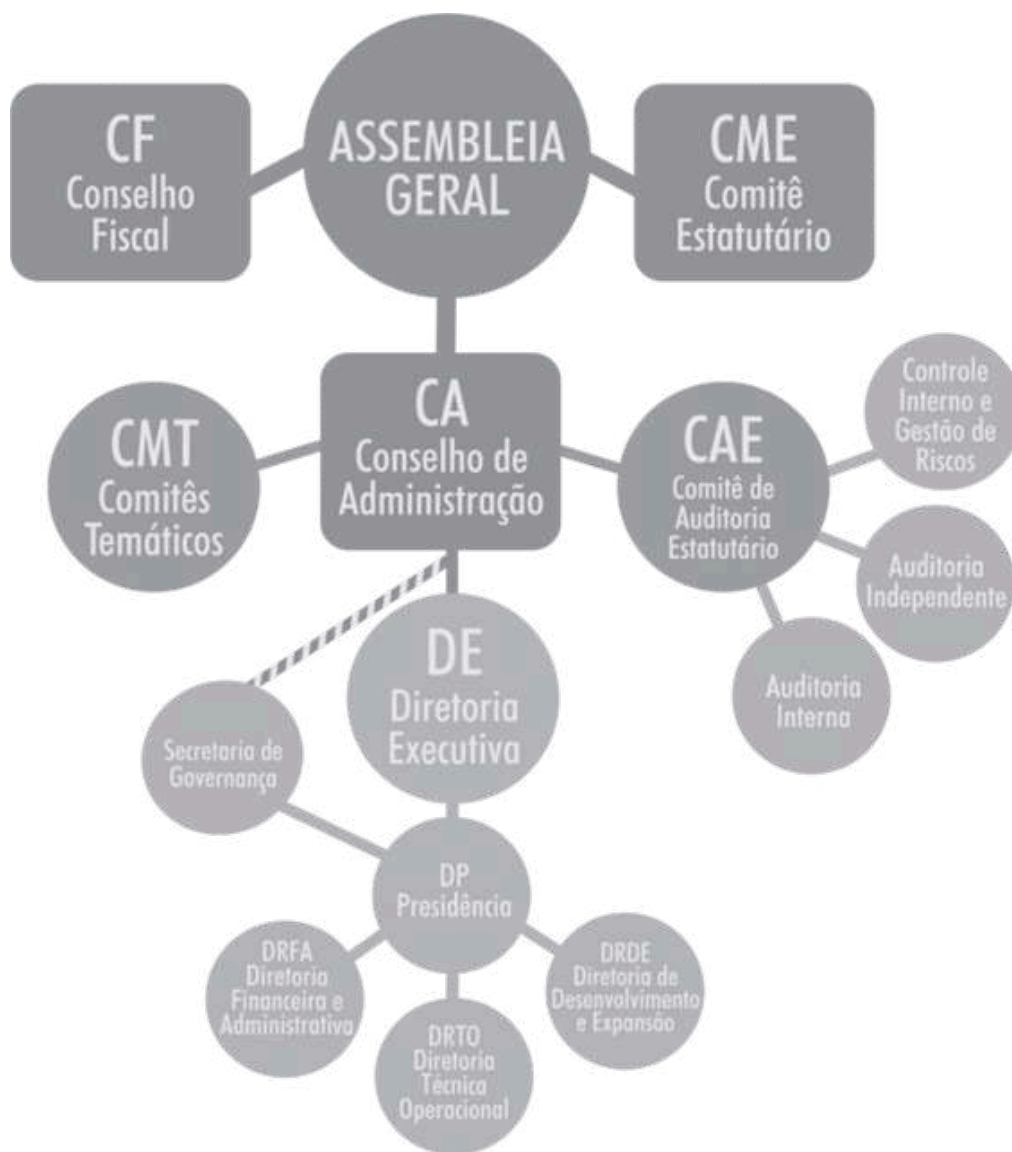 CF
Conselho
Fiscal
ASSEMBLEIA
GERAL
CME
Comitê
Estatutário
CMT
Comitês
Temáticos
CA
Conselho de
Administração
CAE
Comitê de
Auditoria
Estatutário
Controle
Interno e
Gestão de
Riscos
Auditoria
Independente
Auditoria
Interna
DE
Diretoria
Executiva
Secretaria de
Governança
DP
Presidência
DRFA
Diretoria
Financeira e
Administrativa
DRTO
Diretoria
Técnica
Operacional
DRDE
Diretoria de
Desenvolvimento
e Expansão